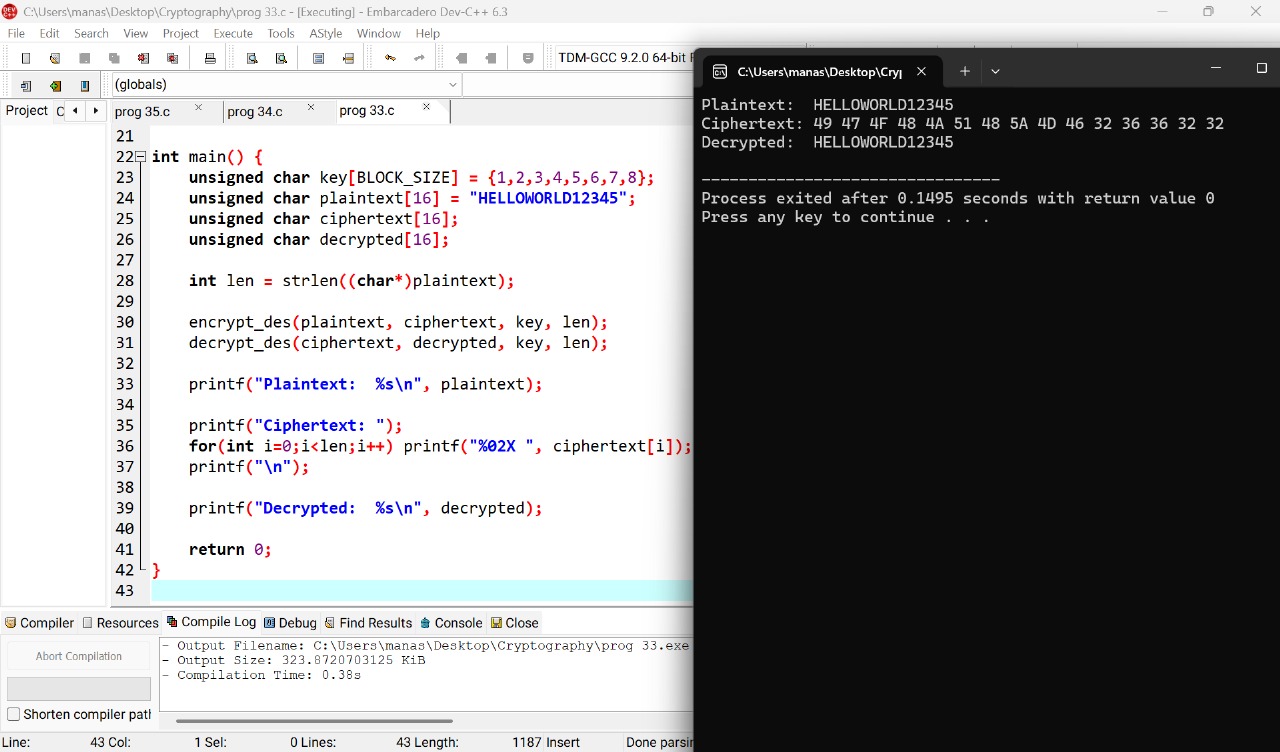 C:\Users\manas\Desktop\Cryptography\prog 33.c - [Executing] - Embarcadero Dev-C++ 6.3
File Edit Search View Project Execute Tools AStyle Window Help
TDM-GCC 9.2.0 64-bit
(globals)
Project C prog 35.c prog 34.c prog 33.c
21
22 int main() {
23 unsigned char key[BLOCK_SIZE] = {1,2,3,4,5,6,7,8};
24 unsigned char plaintext[16] = "HELLOWORLD12345";
25 unsigned char ciphertext[16];
26 unsigned char decrypted[16];
27
28 int len = strlen((char*)plaintext);
29
30 encrypt_des(plaintext, ciphertext, key, len);
31 decrypt_des(ciphertext, decrypted, key, len);
32
33 printf("Plaintext:  %s\n", plaintext);
34
35 printf("Ciphertext: ");
36 for(int i=0;i<len;i++) printf("%02X ", ciphertext[i]);
37 printf("\n");
38
39 printf("Decrypted:  %s\n", decrypted);
40
41 return 0;
42 }
43
Compiler Resources Compile Log Debug Find Results Console Close
Abort Compilation
Shorten compiler path
- Output Filename: C:\Users\manas\Desktop\Cryptography\prog 33.exe
- Output Size: 323.8720703125 KiB
- Compilation Time: 0.38s
Line: 43 Col: 1 Sel: 0 Lines: 43 Length: 1187 Insert Done parsin
C:\Users\manas\Desktop\Cryp
Plaintext:  HELLOWORLD12345
Ciphertext: 49 47 4F 48 4A 51 48 5A 4D 46 32 36 36 32 32
Decrypted:  HELLOWORLD12345
--------------------------------
Process exited after 0.1495 seconds with return value 0
Press any key to continue . . .